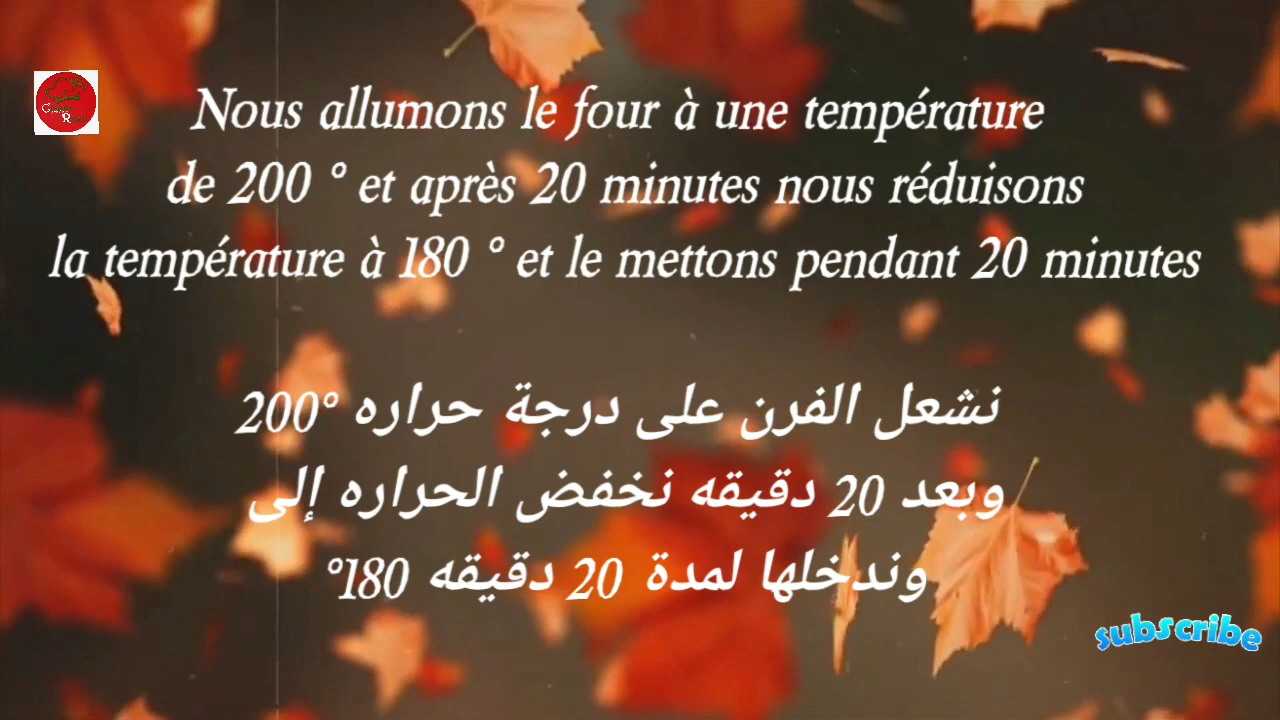 Nous allumons le four à une température
de 200 ° et après 20 minutes nous réduisons
la température à 180 ° et le mettons pendant 20 minutes
نشعل الفرن على درجة حراره °200
وبعد 20 دقيقه نخفض الحراره إلى
وندخلها لمدة 20 دقيقه 180°
subscribe